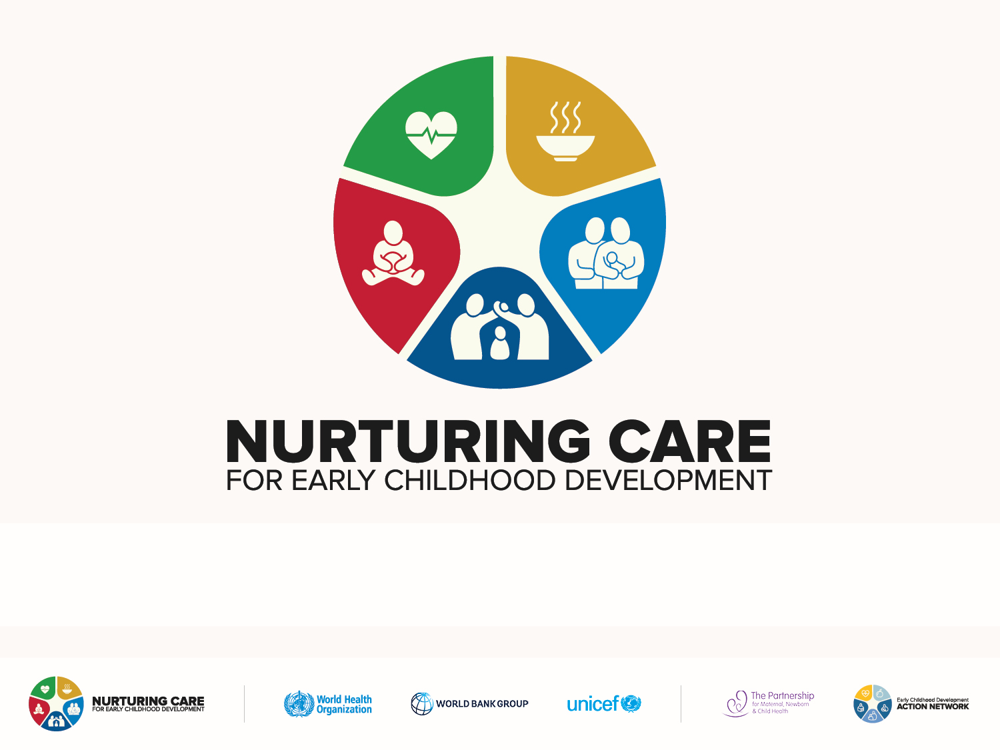 NURTURING CARE
FOR EARLY CHILDHOOD DEVELOPMENT
NURTURING CARE
FOR EARLY CHILDHOOD DEVELOPMENT
World Health
Organization
WORLD BANK GROUP
unicef
The Partnership
for Maternal, Newborn
& Child Health
Early Childhood Development
ACTION NETWORK